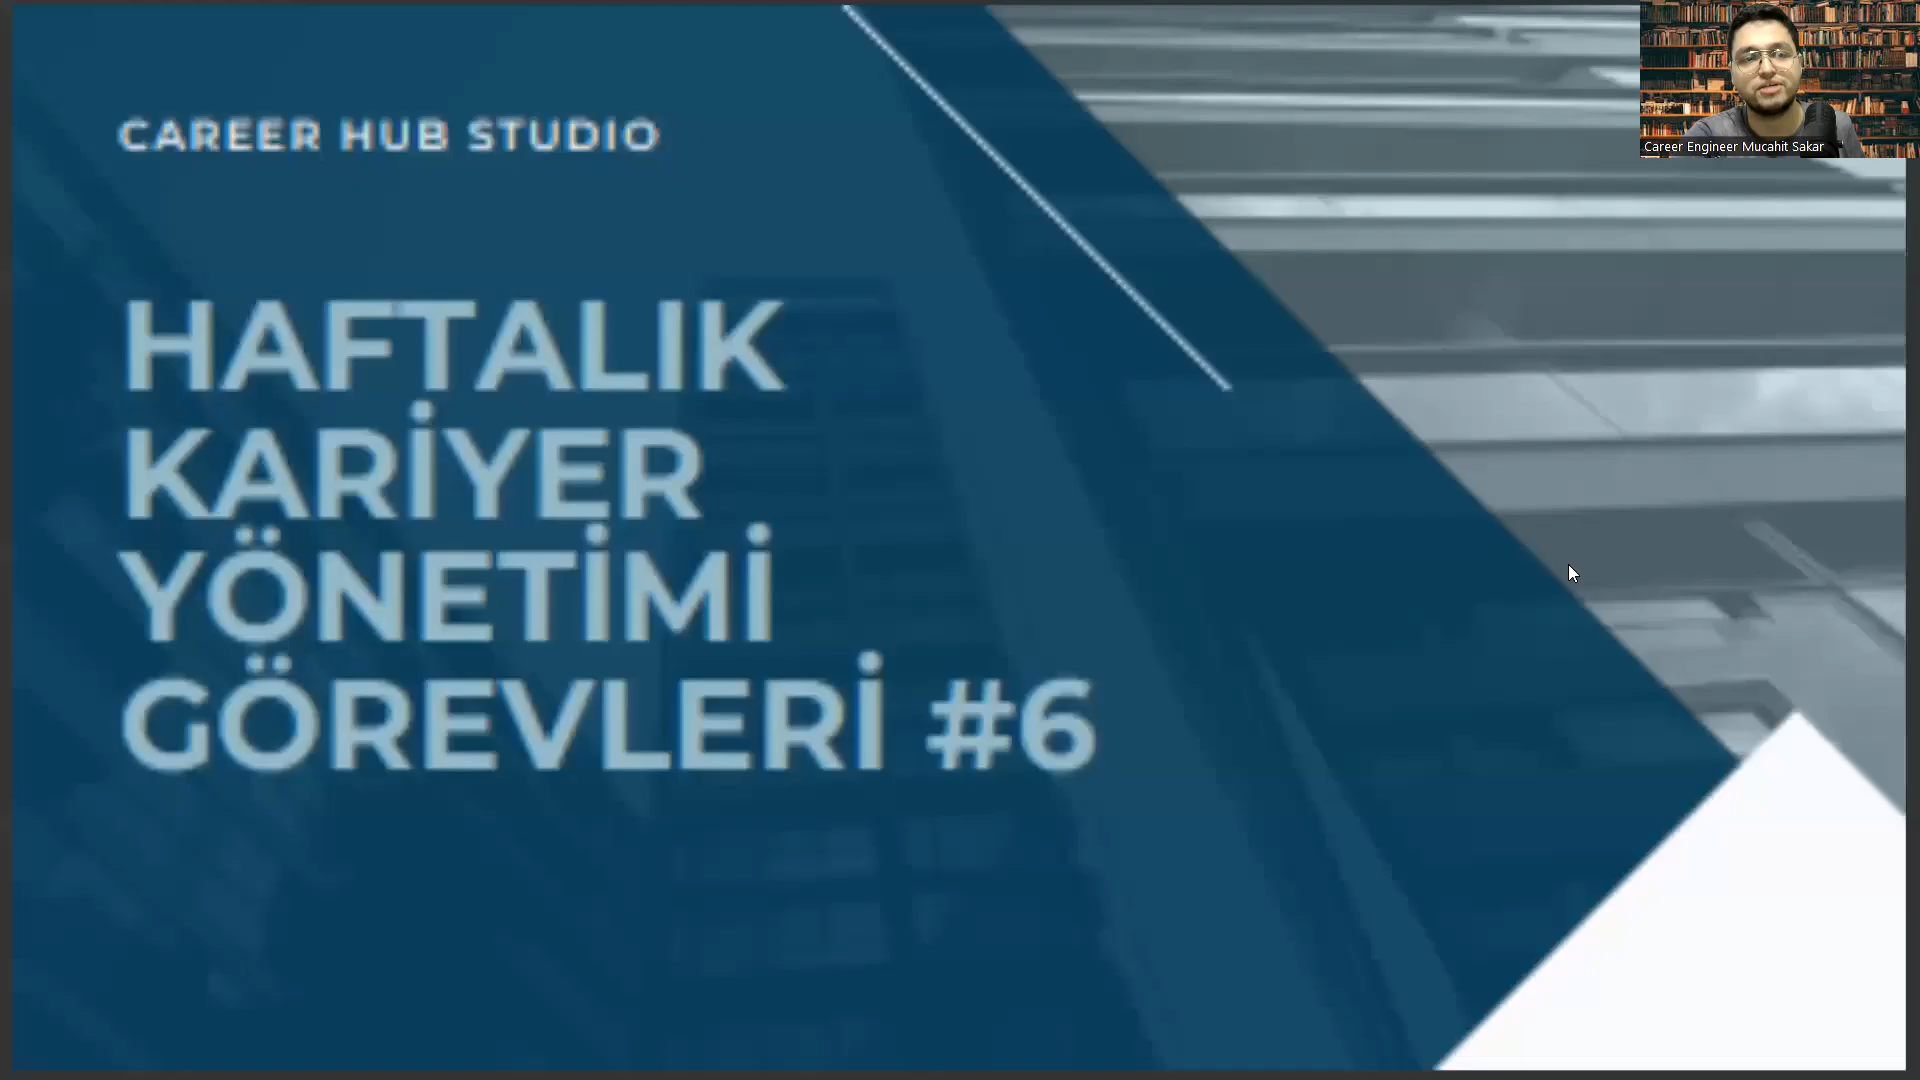 CAREER HUB STUDIO
HAFTALIK
KARİYER
YÖNETİMİ
GÖREVLERİ #6
Career Engineer Mucahit Sakar